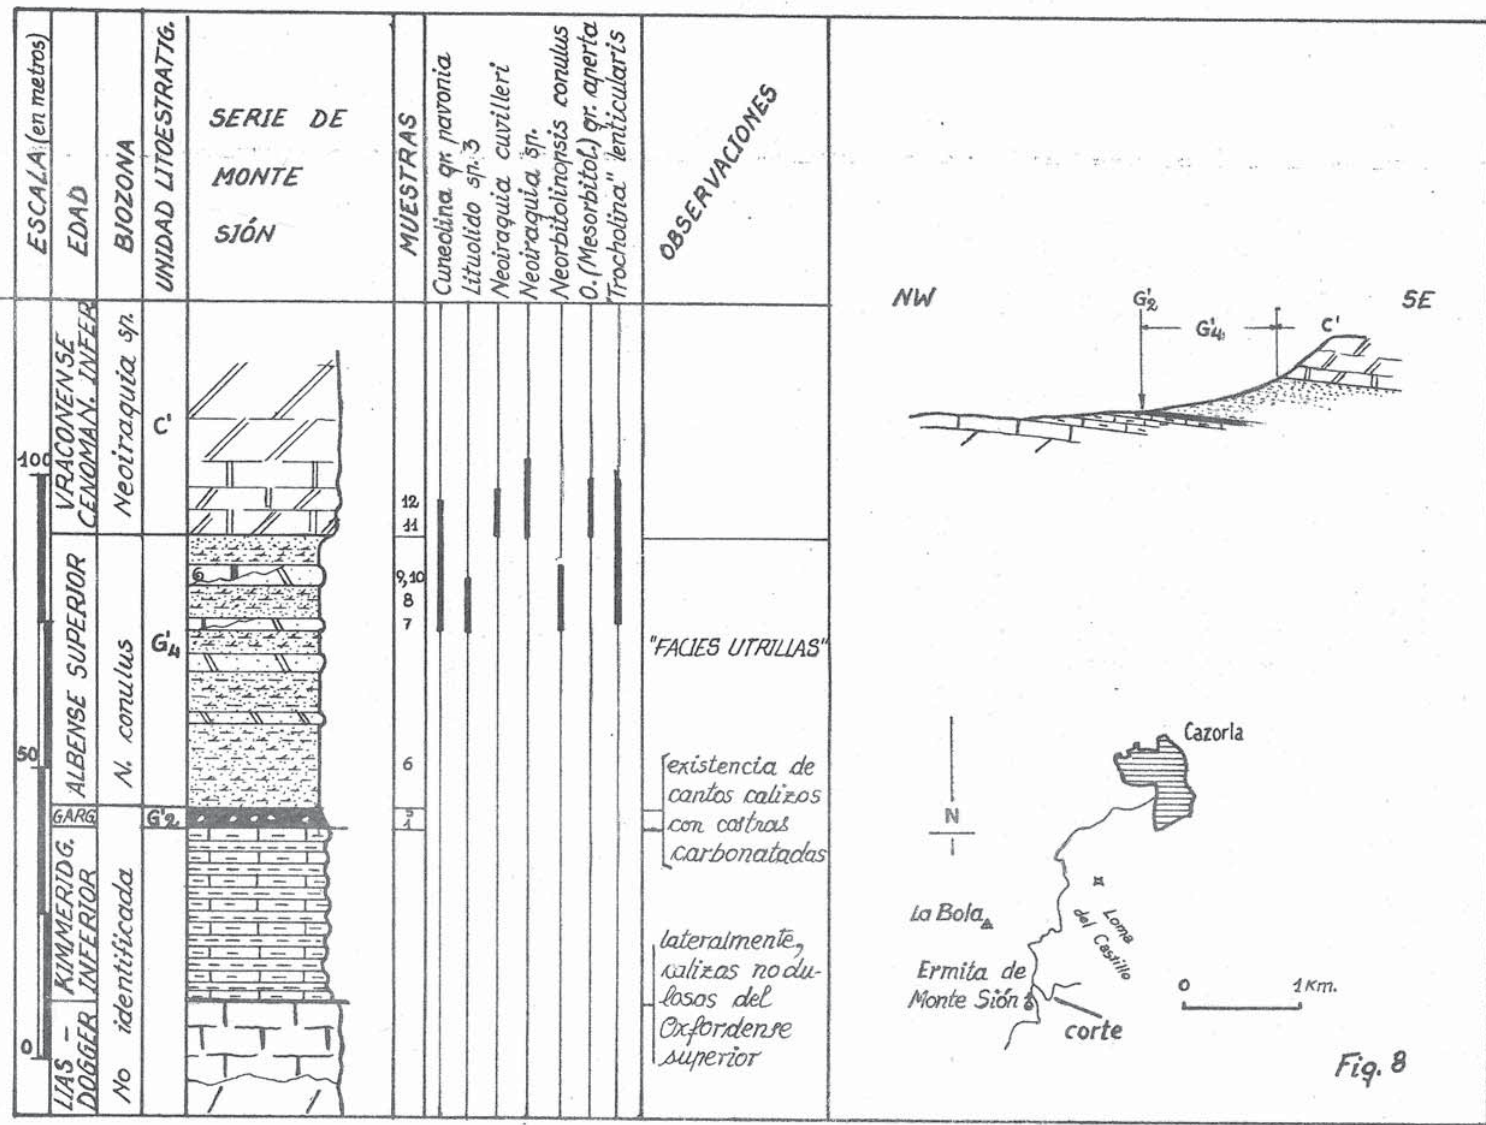 ESCALA (en metros)
EDAD
BIOZONA
UNIDAD LITOESTRATIG.
SERIE DE
MONTE
SIÓN
MUESTRAS
Cuneolina gr. pavonia
Lituolido sp. 3
Neoiraquia cuvilleri
Neoiraquia sp.
Neorbitolinopsis conulus
O. (Mesorbitol.) gr. aperta
"Trocholina" lenticularis
OBSERVACIONES
100
50
0
VRACONENSE
CENOMAN. INFER
ALBENSE SUPERIOR
GARG
KIMMERIDG.
INFERIOR
LIAS -
DOGGER
Neoiraquia sp.
N. conulus
No identificada
C'
G'4
G'2
G
12
11
9,10
8
7
6
5
1
"FACIES UTRILLAS"
existencia de
cantos calizos
con costras
carbonatadas
lateralmente,
calizas nodu-
losas del
Oxfordense
superior
NW
SE
G'2
G'4
C'
Cazorla
N
La Bola
Loma
del Castillo
Ermita de
Monte Sión
corte
0
1 Km.
Fig. 8